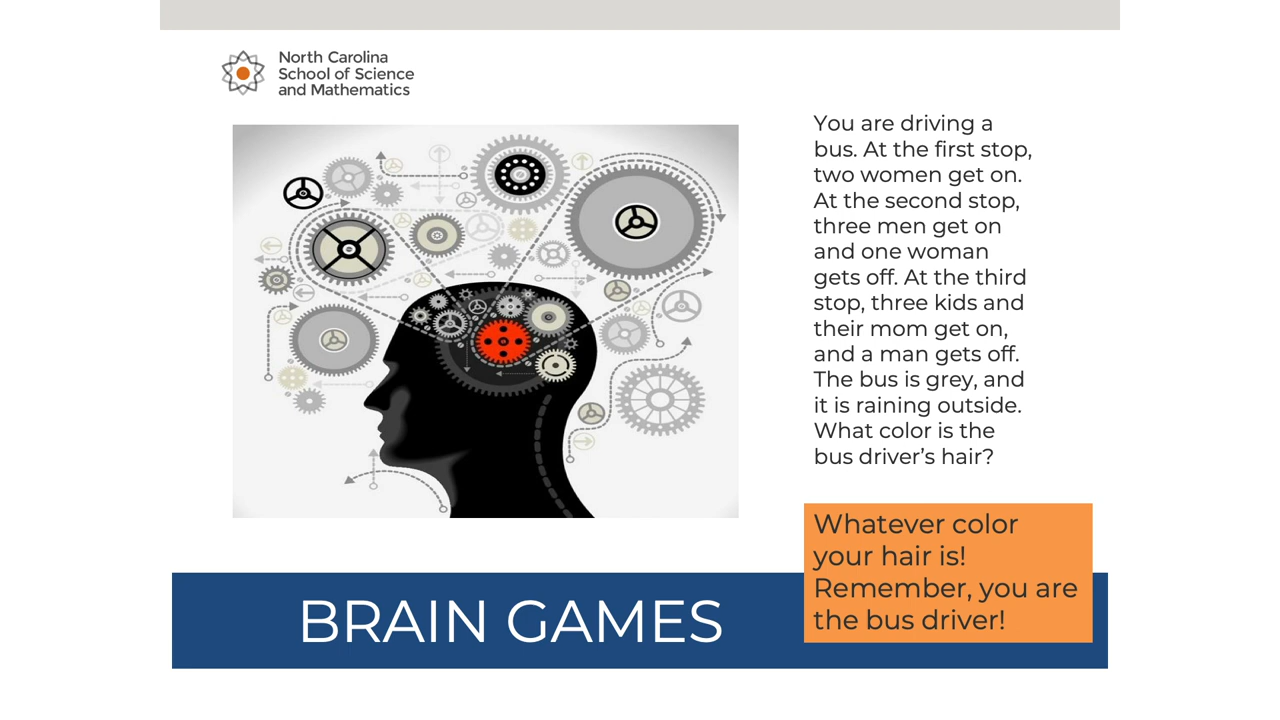 North Carolina
School of Science
and Mathematics
You are driving a
bus. At the first stop,
two women get on.
At the second stop,
three men get on
and one woman
gets off. At the third
stop, three kids and
their mom get on,
and a man gets off.
The bus is grey, and
it is raining outside.
What color is the
bus driver’s hair?
Whatever color
your hair is!
Remember, you are
the bus driver!
BRAIN GAMES